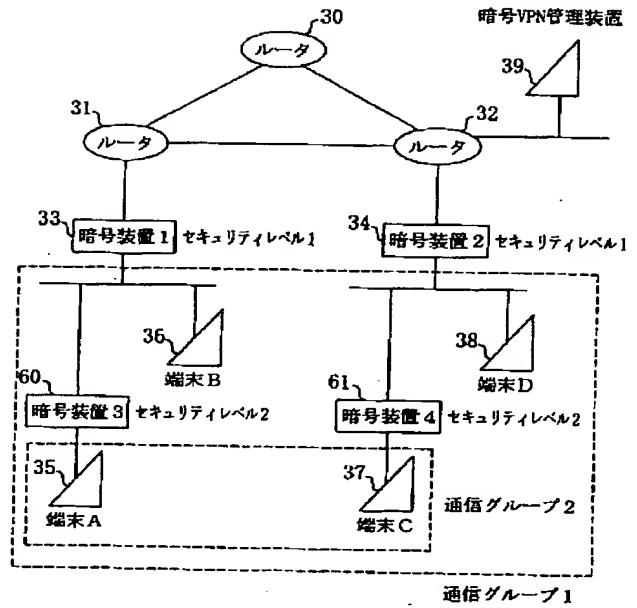 30
ルータ
暗号VPN管理装置
39
31
ルータ
32
ルータ
33
暗号装置1
セキュリティレベル1
34
暗号装置2
セキュリティレベル1
36
端末B
38
端末D
60
暗号装置3
セキュリティレベル2
61
暗号装置4
セキュリティレベル2
35
端末A
37
端末C
通信グループ2
通信グループ1